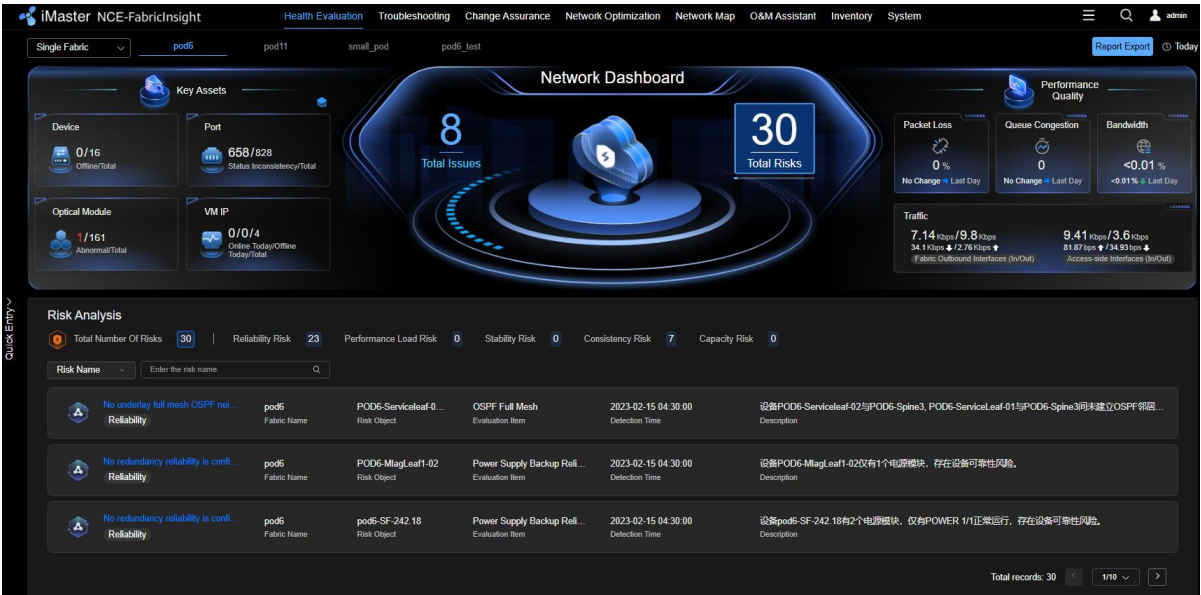 iMaster NCE-FabricInsight
Health Evaluation Troubleshooting Change Assurance Network Optimization Network Map O&M Assistant Inventory System
admin
Single Fabric pod6 pod11 small_pod pod6_test
Report Export Today
Key Assets
Device
0/16
Offline/Total
Port
658/828
Status Inconsistency/Total
Optical Module
1/161
Abnormal/Total
VM IP
0/0/4
Online Today/Offline
Today/Total
Network Dashboard
8
Total Issues
30
Total Risks
Performance
Quality
Packet Loss
0 %
No Change Last Day
Queue Congestion
0
No Change Last Day
Bandwidth
<0.01 %
<0.01% Last Day
Traffic
7.14 Kbps/9.8 Kbps
34.1 Kbps /2.76 Kbps
Fabric Outbound Interfaces (In/Out)
9.41 Kbps/3.6 Kbps
81.87 bps /34.93 bps
Access-side Interfaces (In/Out)
Quick Entry
Risk Analysis
Total Number Of Risks 30 | Reliability Risk 23 Performance Load Risk 0 Stability Risk 0 Consistency Risk 7 Capacity Risk 0
Risk Name Enter the risk name.
No underlay full mesh OSPF nei... pod6 POD6-Serviceleaf-0... OSPF Full Mesh 2023-02-15 04:30:00 设备POD6-Serviceleaf-02与POD6-Spine3, POD6-ServiceLeaf-01与POD6-Spine3间未建立OSPF邻居...
Reliability Fabric Name Risk Object Evaluation Item Detection Time Description
No redundancy reliability is confi... pod6 POD6-MlagLeaf1-02 Power Supply Backup Reli... 2023-02-15 04:30:00 设备POD6-MlagLeaf1-02仅有1个电源模块，存在设备可靠性风险。
Reliability Fabric Name Risk Object Evaluation Item Detection Time Description
No redundancy reliability is confi... pod6 pod6-SF-242.18 Power Supply Backup Reli... 2023-02-15 04:30:00 设备pod6-SF-242.18有2个电源模块，仅有POWER 1/1正常运行，存在设备可靠性风险。
Reliability Fabric Name Risk Object Evaluation Item Detection Time Description
Total records: 30 1/10